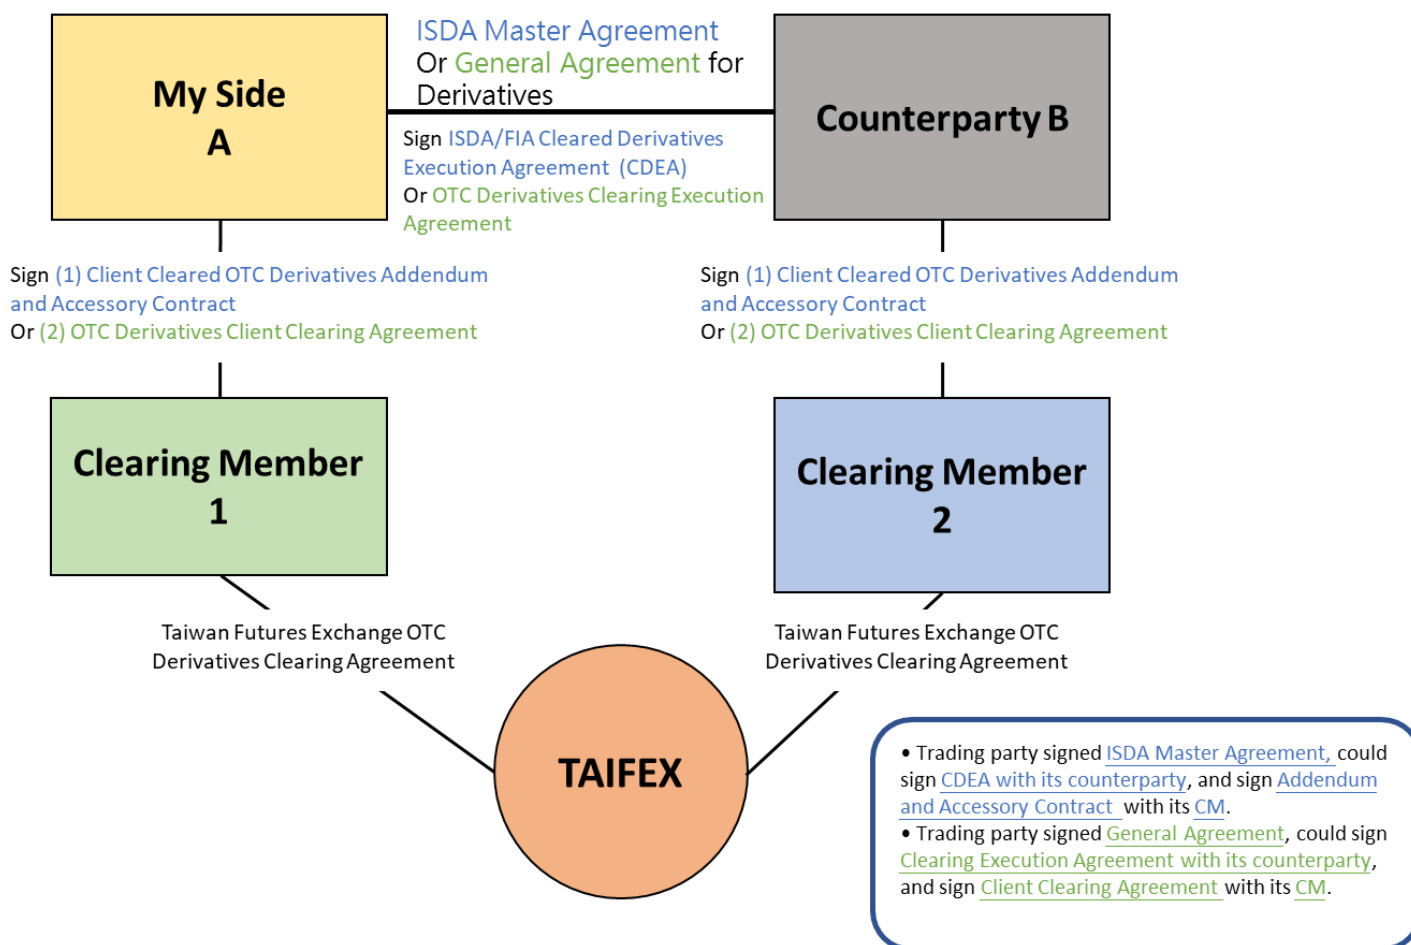 My Side
A
ISDA Master Agreement
Or General Agreement for
Derivatives
Counterparty B
Sign ISDA/FIA Cleared Derivatives
Execution Agreement (CDEA)
Or OTC Derivatives Clearing Execution
Agreement
Sign (1) Client Cleared OTC Derivatives Addendum
and Accessory Contract
Or (2) OTC Derivatives Client Clearing Agreement
Sign (1) Client Cleared OTC Derivatives Addendum
and Accessory Contract
Or (2) OTC Derivatives Client Clearing Agreement
Clearing Member
1
Clearing Member
2
Taiwan Futures Exchange OTC
Derivatives Clearing Agreement
Taiwan Futures Exchange OTC
Derivatives Clearing Agreement
TAIFEX
• Trading party signed ISDA Master Agreement, could
sign CDEA with its counterparty, and sign Addendum
and Accessory Contract with its CM.
• Trading party signed General Agreement, could sign
Clearing Execution Agreement with its counterparty,
and sign Client Clearing Agreement with its CM.